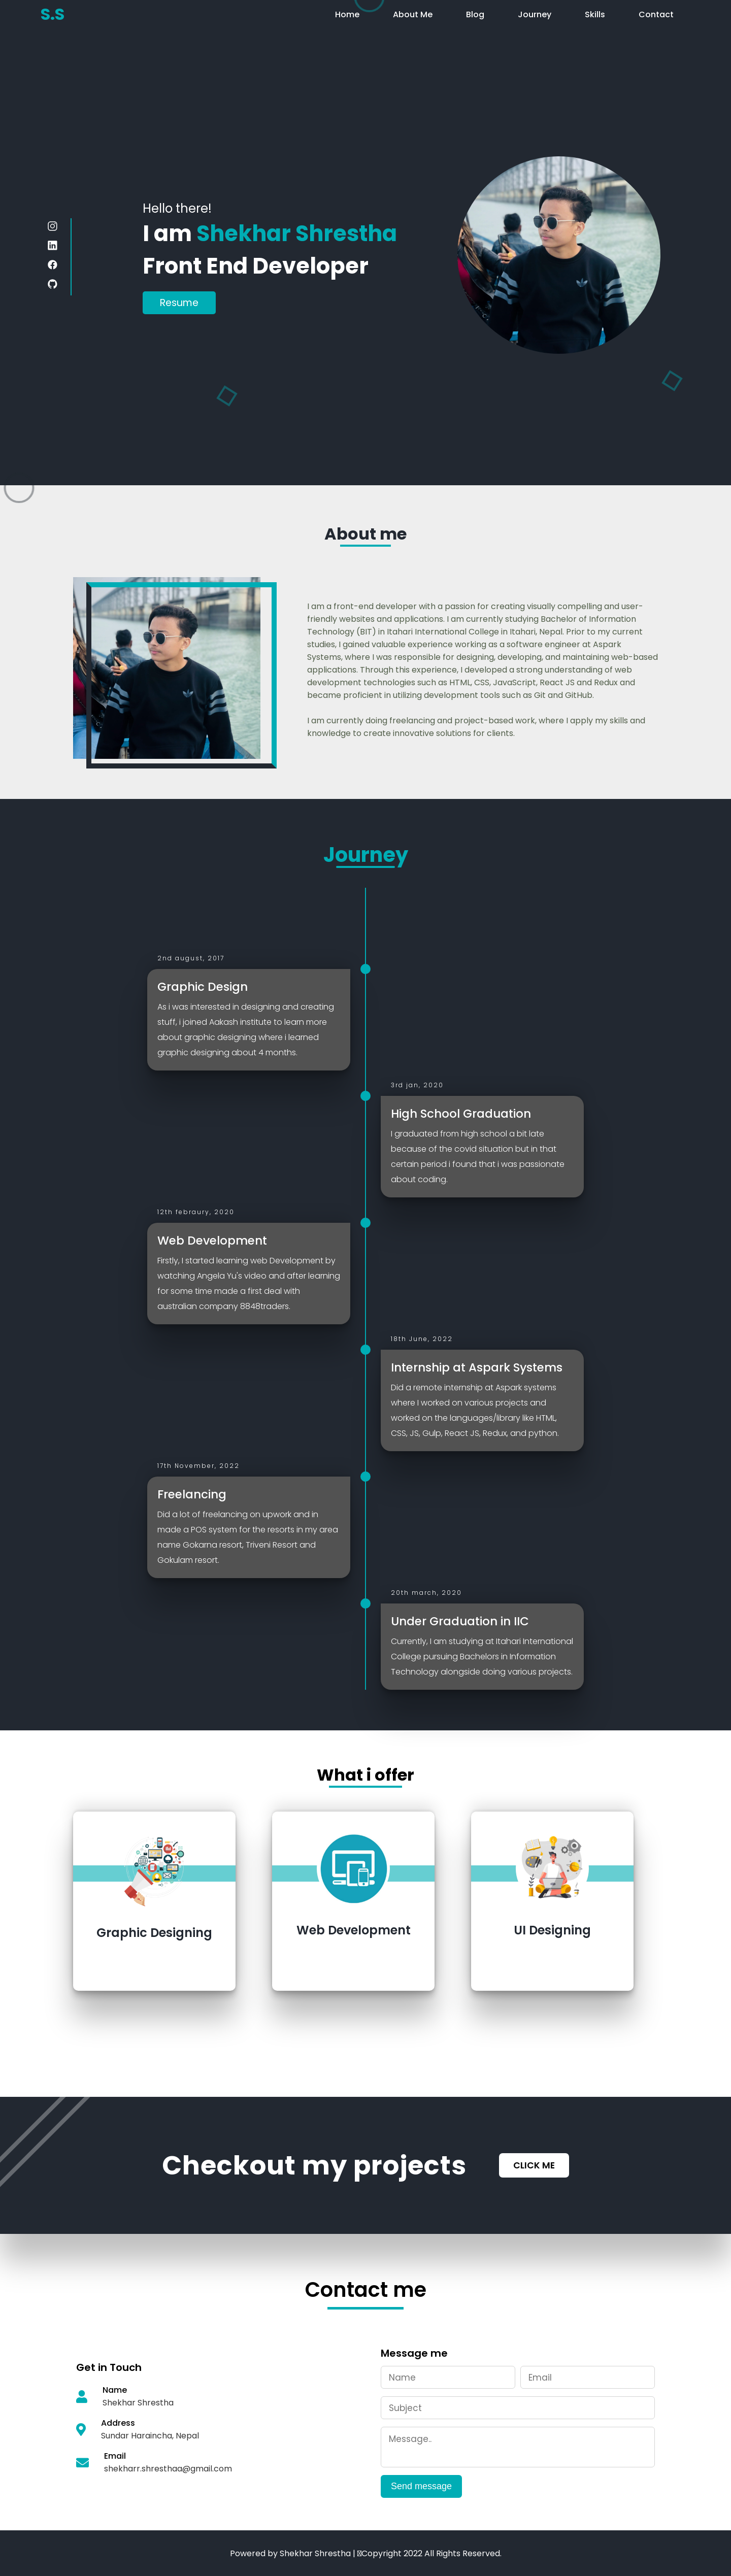 S.S
Home About Me Blog Journey Skills Contact
Hello there!
I am Shekhar Shrestha
Front End Developer
Resume
About me
I am a front-end developer with a passion for creating visually compelling and user-
friendly websites and applications. I am currently studying Bachelor of Information
Technology (BIT) in Itahari International College in Itahari, Nepal. Prior to my current
studies, I gained valuable experience working as a software engineer at Aspark
Systems, where I was responsible for designing, developing, and maintaining web-based
applications. Through this experience, I developed a strong understanding of web
development technologies such as HTML, CSS, JavaScript, React JS and Redux and
became proficient in utilizing development tools such as Git and GitHub.
I am currently doing freelancing and project-based work, where I apply my skills and
knowledge to create innovative solutions for clients.
Journey
2nd august, 2017
Graphic Design
As i was interested in designing and creating
stuff, i joined Aakash institute to learn more
about graphic designing where i learned
graphic designing about 4 months.
3rd jan, 2020
High School Graduation
I graduated from high school a bit late
because of the covid situation but in that
certain period i found that i was passionate
about coding.
12th febraury, 2020
Web Development
Firstly, I started learning web Development by
watching Angela Yu's video and after learning
for some time made a first deal with
australian company 8848traders.
18th June, 2022
Internship at Aspark Systems
Did a remote internship at Aspark systems
where I worked on various projects and
worked on the languages/library like HTML,
CSS, JS, Gulp, React JS, Redux, and python.
17th November, 2022
Freelancing
Did a lot of freelancing on upwork and in
made a POS system for the resorts in my area
name Gokarna resort, Triveni Resort and
Gokulam resort.
20th march, 2020
Under Graduation in IIC
Currently, I am studying at Itahari International
College pursuing Bachelors in Information
Technology alongside doing various projects.
What i offer
Graphic Designing
Web Development
UI Designing
Checkout my projects
CLICK ME
Contact me
Get in Touch
Name
Shekhar Shrestha
Address
Sundar Haraincha, Nepal
Email
shekharr.shresthaa@gmail.com
Message me
Name
Email
Subject
Message..
Send message
Powered by Shekhar Shrestha | Copyright 2022 All Rights Reserved.